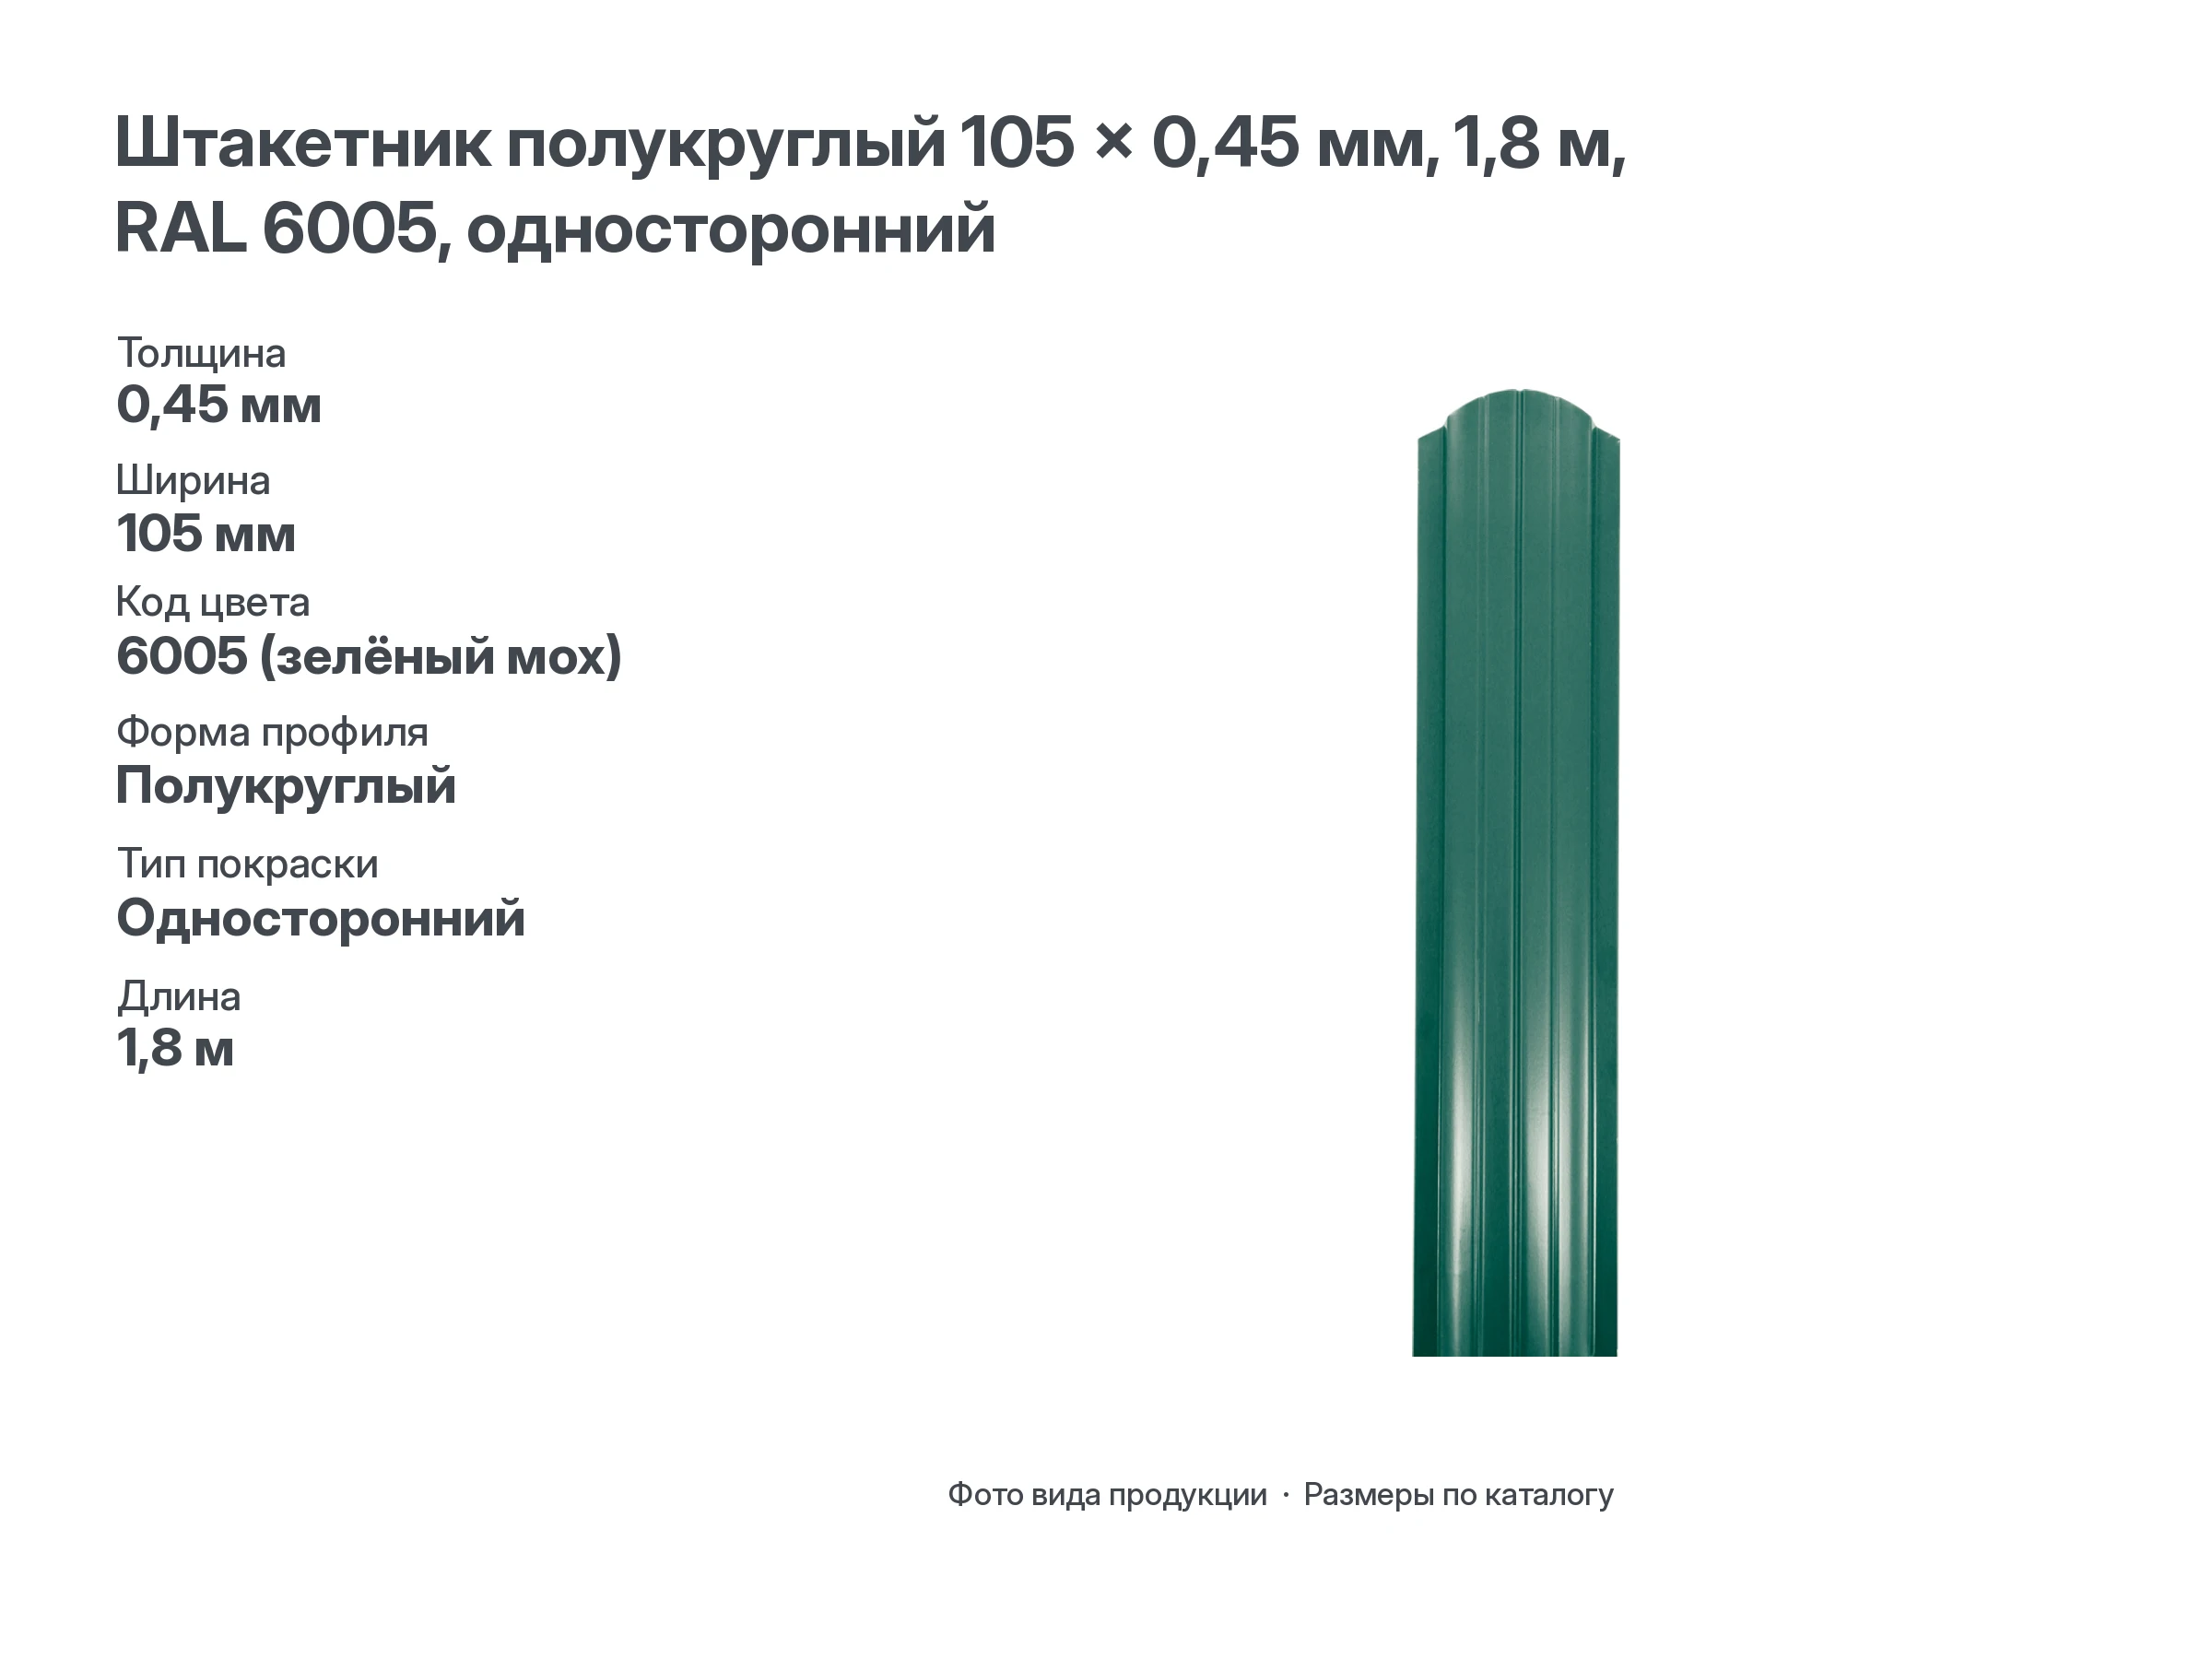 Штакетник полукруглый 105 × 0,45 мм, 1,8 м,
RAL 6005, односторонний
Толщина
0,45 мм
Ширина
105 мм
Код цвета
6005 (зелёный мох)
Форма профиля
Полукруглый
Тип покраски
Односторонний
Длина
1,8 м
Фото вида продукции · Размеры по каталогу